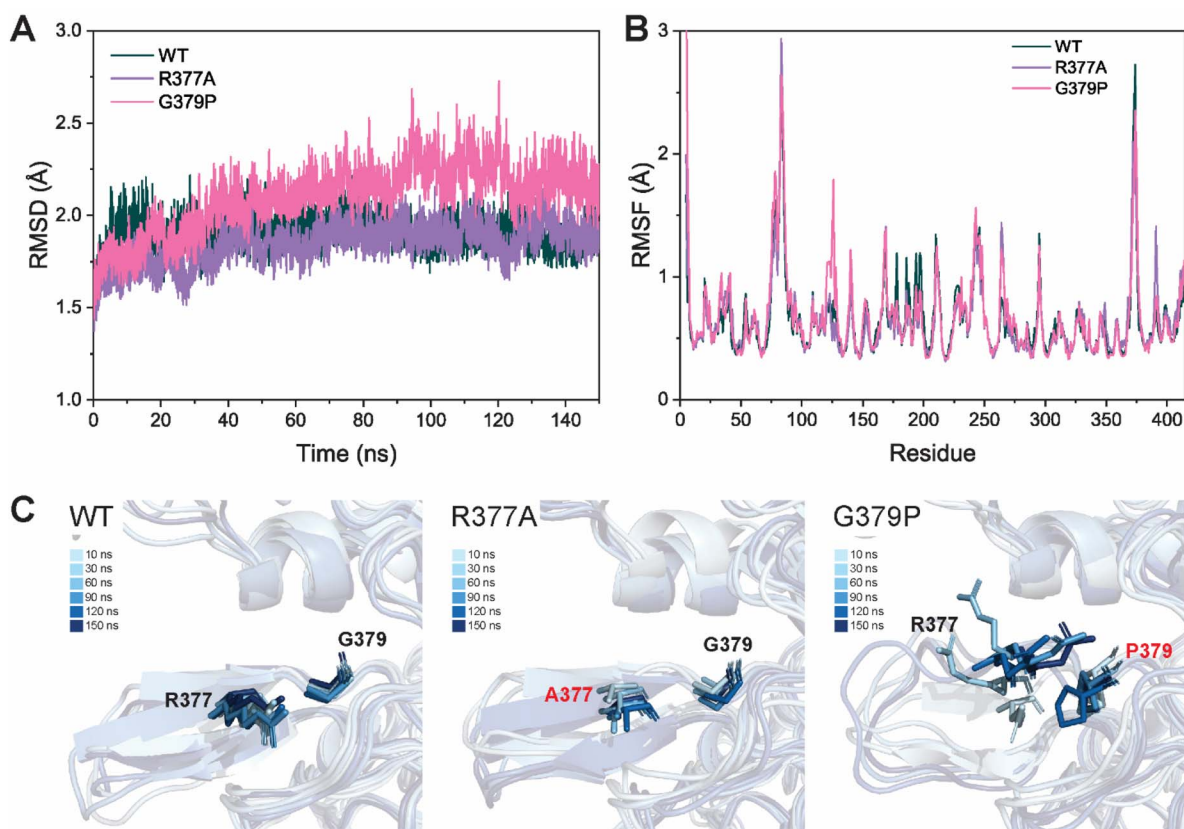 A
3.0
2.5
2.0
1.5
1.0
RMSD (Å)
WT
R377A
G379P
0 20 40 60 80 100 120 140
Time (ns)
B
3
2
1
0
RMSF (Å)
WT
R377A
G379P
0 50 100 150 200 250 300 350 400
Residue
C
WT
10 ns
30 ns
60 ns
90 ns
120 ns
150 ns
G379
R377
R377A
10 ns
30 ns
60 ns
90 ns
120 ns
150 ns
G379
A377
G379P
10 ns
30 ns
60 ns
90 ns
120 ns
150 ns
R377
P379